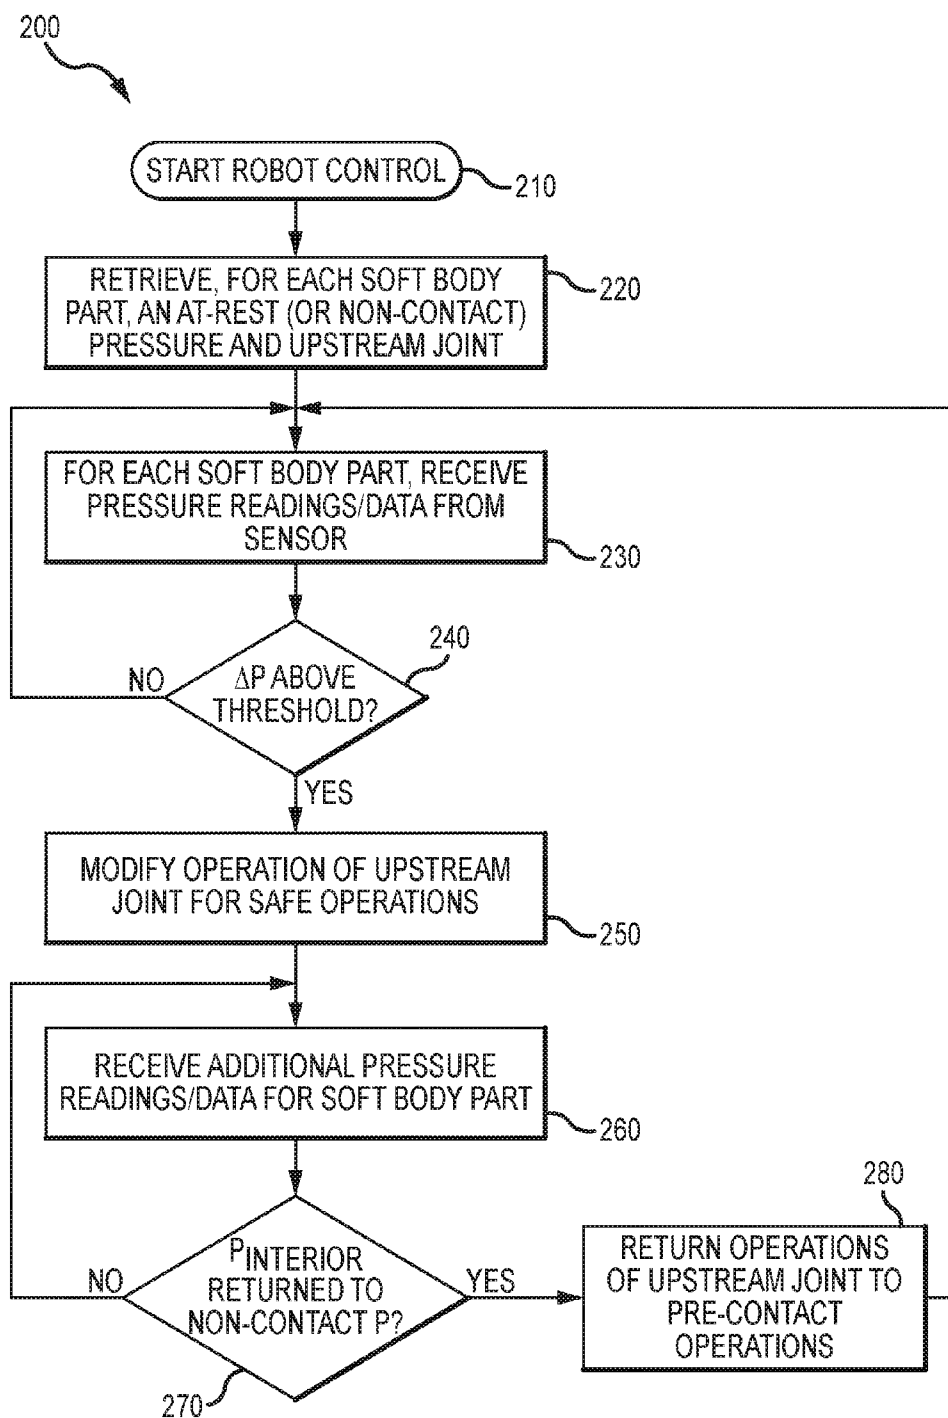 200
START ROBOT CONTROL
210
RETRIEVE, FOR EACH SOFT BODY
PART, AN AT-REST (OR NON-CONTACT)
PRESSURE AND UPSTREAM JOINT
220
FOR EACH SOFT BODY PART, RECEIVE
PRESSURE READINGS/DATA FROM
SENSOR
230
240
ΔP ABOVE
THRESHOLD?
NO
YES
MODIFY OPERATION OF UPSTREAM
JOINT FOR SAFE OPERATIONS
250
RECEIVE ADDITIONAL PRESSURE
READINGS/DATA FOR SOFT BODY PART
260
PINTERIOR
RETURNED TO
NON-CONTACT P?
NO
YES
270
280
RETURN OPERATIONS
OF UPSTREAM JOINT TO
PRE-CONTACT
OPERATIONS